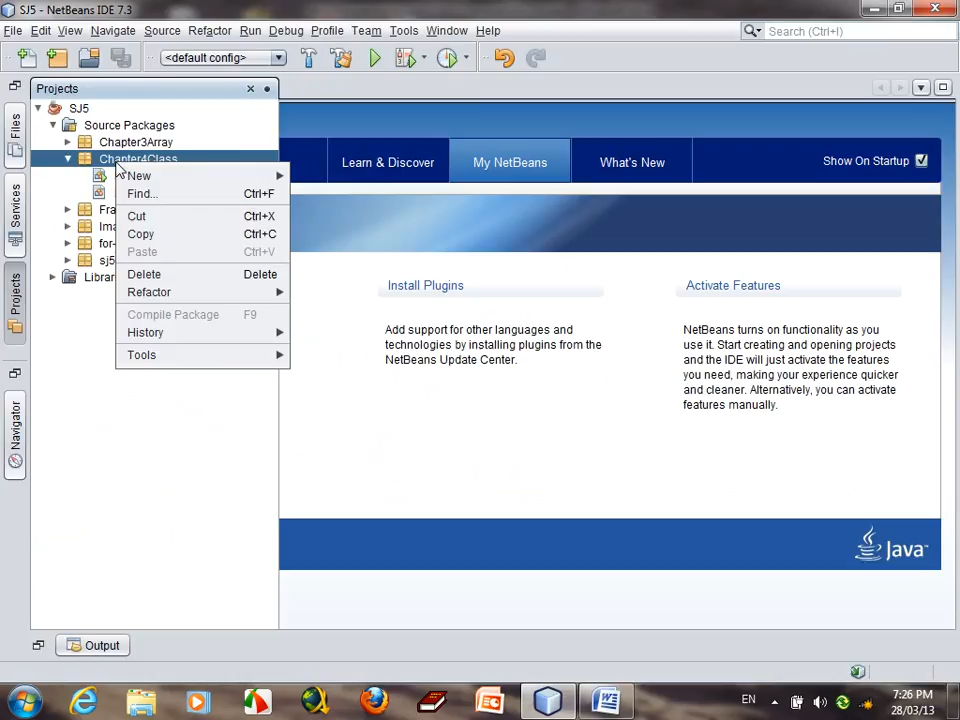 SJ5 - NetBeans IDE 7.3
File Edit View Navigate Source Refactor Run Debug Profile Team Tools Window Help
Search (Ctrl+I)
<default config>
Projects
Files
Services
Projects
Navigator
SJ5
Source Packages
Chapter3Array
Chapter4Class
Fra
Ima
for-
sj5
Librar
New
Find... Ctrl+F
Cut Ctrl+X
Copy Ctrl+C
Paste Ctrl+V
Delete Delete
Refactor
Compile Package F9
History
Tools
Learn & Discover
My NetBeans
What's New
Show On Startup
Install Plugins
Add support for other languages and
technologies by installing plugins from the
NetBeans Update Center.
Activate Features
NetBeans turns on functionality as you
use it. Start creating and opening projects
and the IDE will just activate the features
you need, making your experience quicker
and cleaner. Alternatively, you can activate
features manually.
Java
Output
EN
7:26 PM
28/03/13